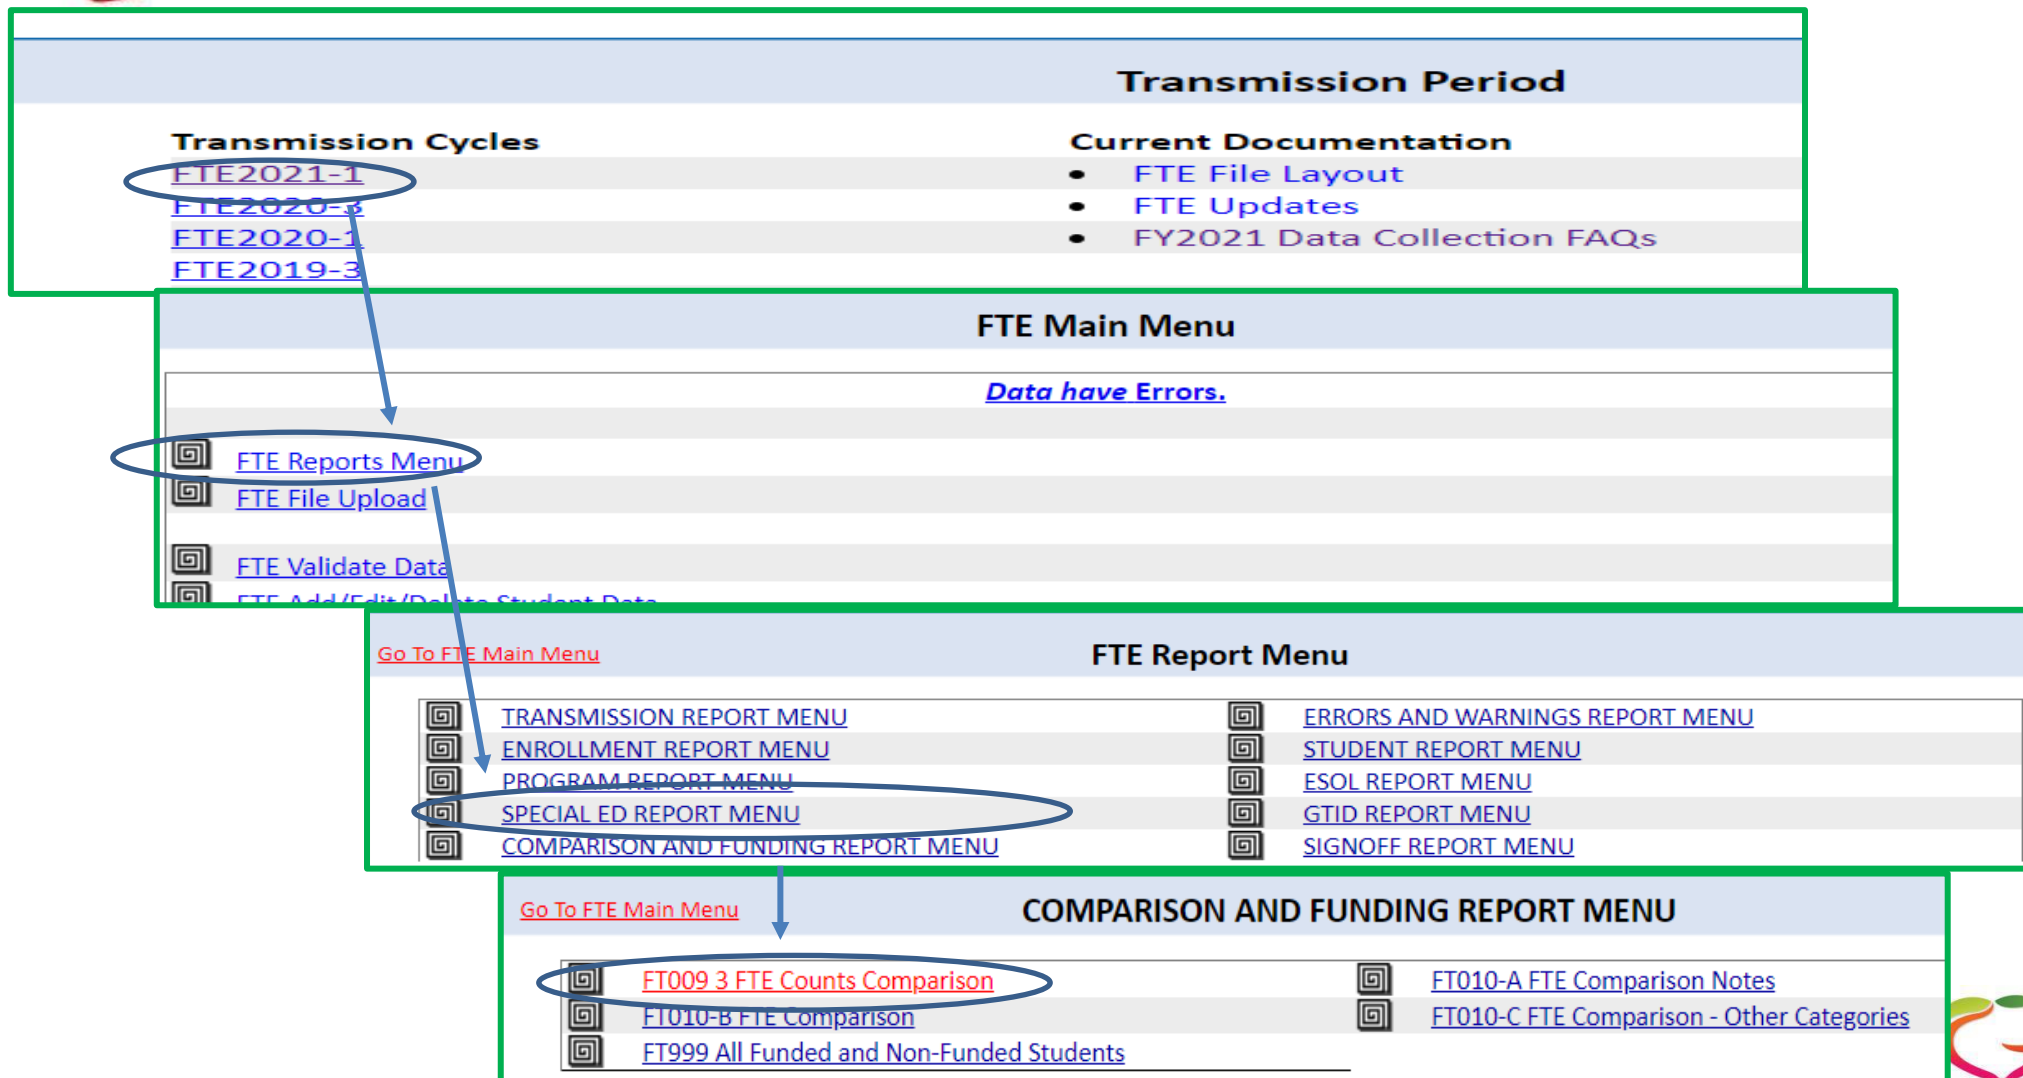 Transmission Period
Transmission Cycles
Current Documentation
FTE2021-1
• FTE File Layout
FTE2020-3
• FTE Updates
FTE2020-1
• FY2021 Data Collection FAQs
FTE2019-3
FTE Main Menu
Data have Errors.
FTE Reports Menu
FTE File Upload
FTE Validate Data
FTE Add/Edit/Delete Student Data
Go To FTE Main Menu
FTE Report Menu
TRANSMISSION REPORT MENU
ERRORS AND WARNINGS REPORT MENU
ENROLLMENT REPORT MENU
STUDENT REPORT MENU
PROGRAM REPORT MENU
ESOL REPORT MENU
SPECIAL ED REPORT MENU
GTID REPORT MENU
COMPARISON AND FUNDING REPORT MENU
SIGNOFF REPORT MENU
Go To FTE Main Menu
COMPARISON AND FUNDING REPORT MENU
FT009 3 FTE Counts Comparison
FT010-A FTE Comparison Notes
FT010-B FTE Comparison
FT010-C FTE Comparison - Other Categories
FT999 All Funded and Non-Funded Students